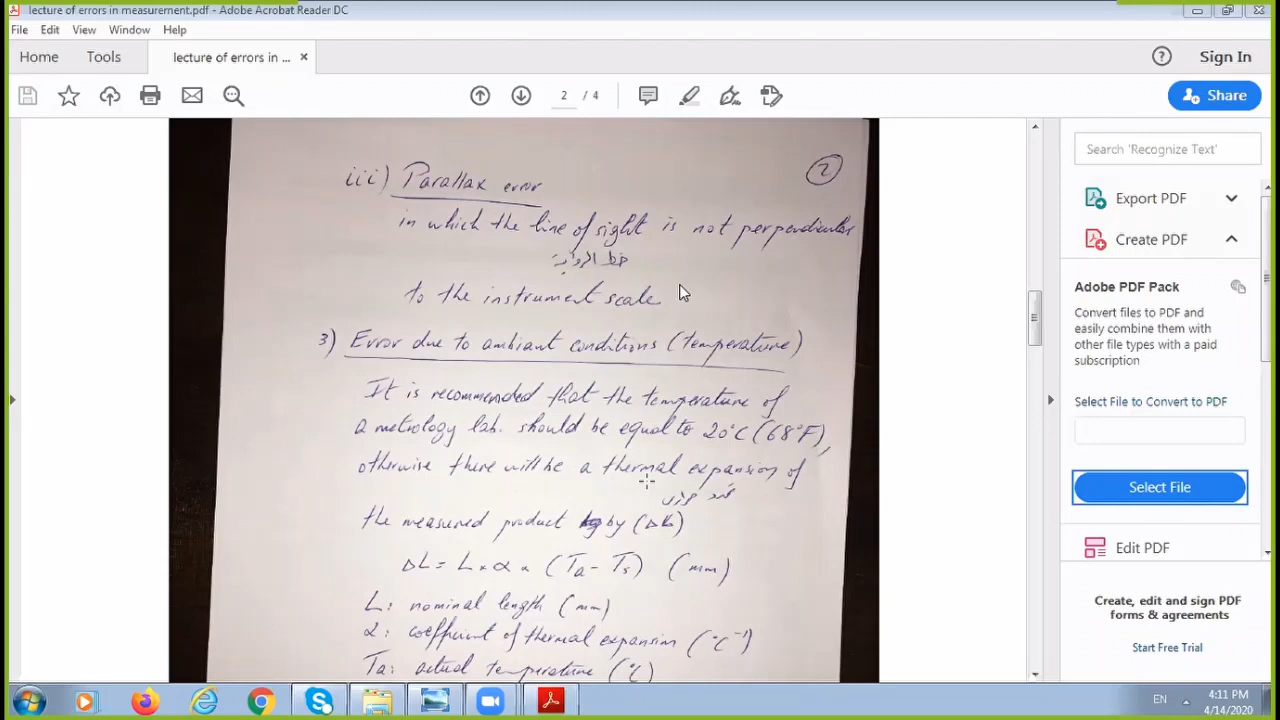 lecture of errors in measurement.pdf - Adobe Acrobat Reader DC
File Edit View Window Help
Home Tools lecture of errors in ... × Sign In
2 / 4 Share
2
iii) Parallax error
in which the line of sight is not perpendicular
خط الرؤية
to the instrument scale
3) Error due to ambiant conditions (temperature)
It is recommended that the temperature of
a metrology lab. should be equal to 20°C (68°F),
otherwise there will be a thermal expansion of
تمدد حراري
the measured product by (ΔL)
ΔL = L × α × (Ta - Ts) (mm)
L: nominal length (mm)
α: coefficient of thermal expansion (°C⁻¹)
Ta: actual temperature (°C)
Search 'Recognize Text'
Export PDF
Create PDF
Adobe PDF Pack
Convert files to PDF and
easily combine them with
other file types with a paid
subscription
Select File to Convert to PDF
Select File
Edit PDF
Create, edit and sign PDF
forms & agreements
Start Free Trial
EN 4:11 PM
4/14/2020